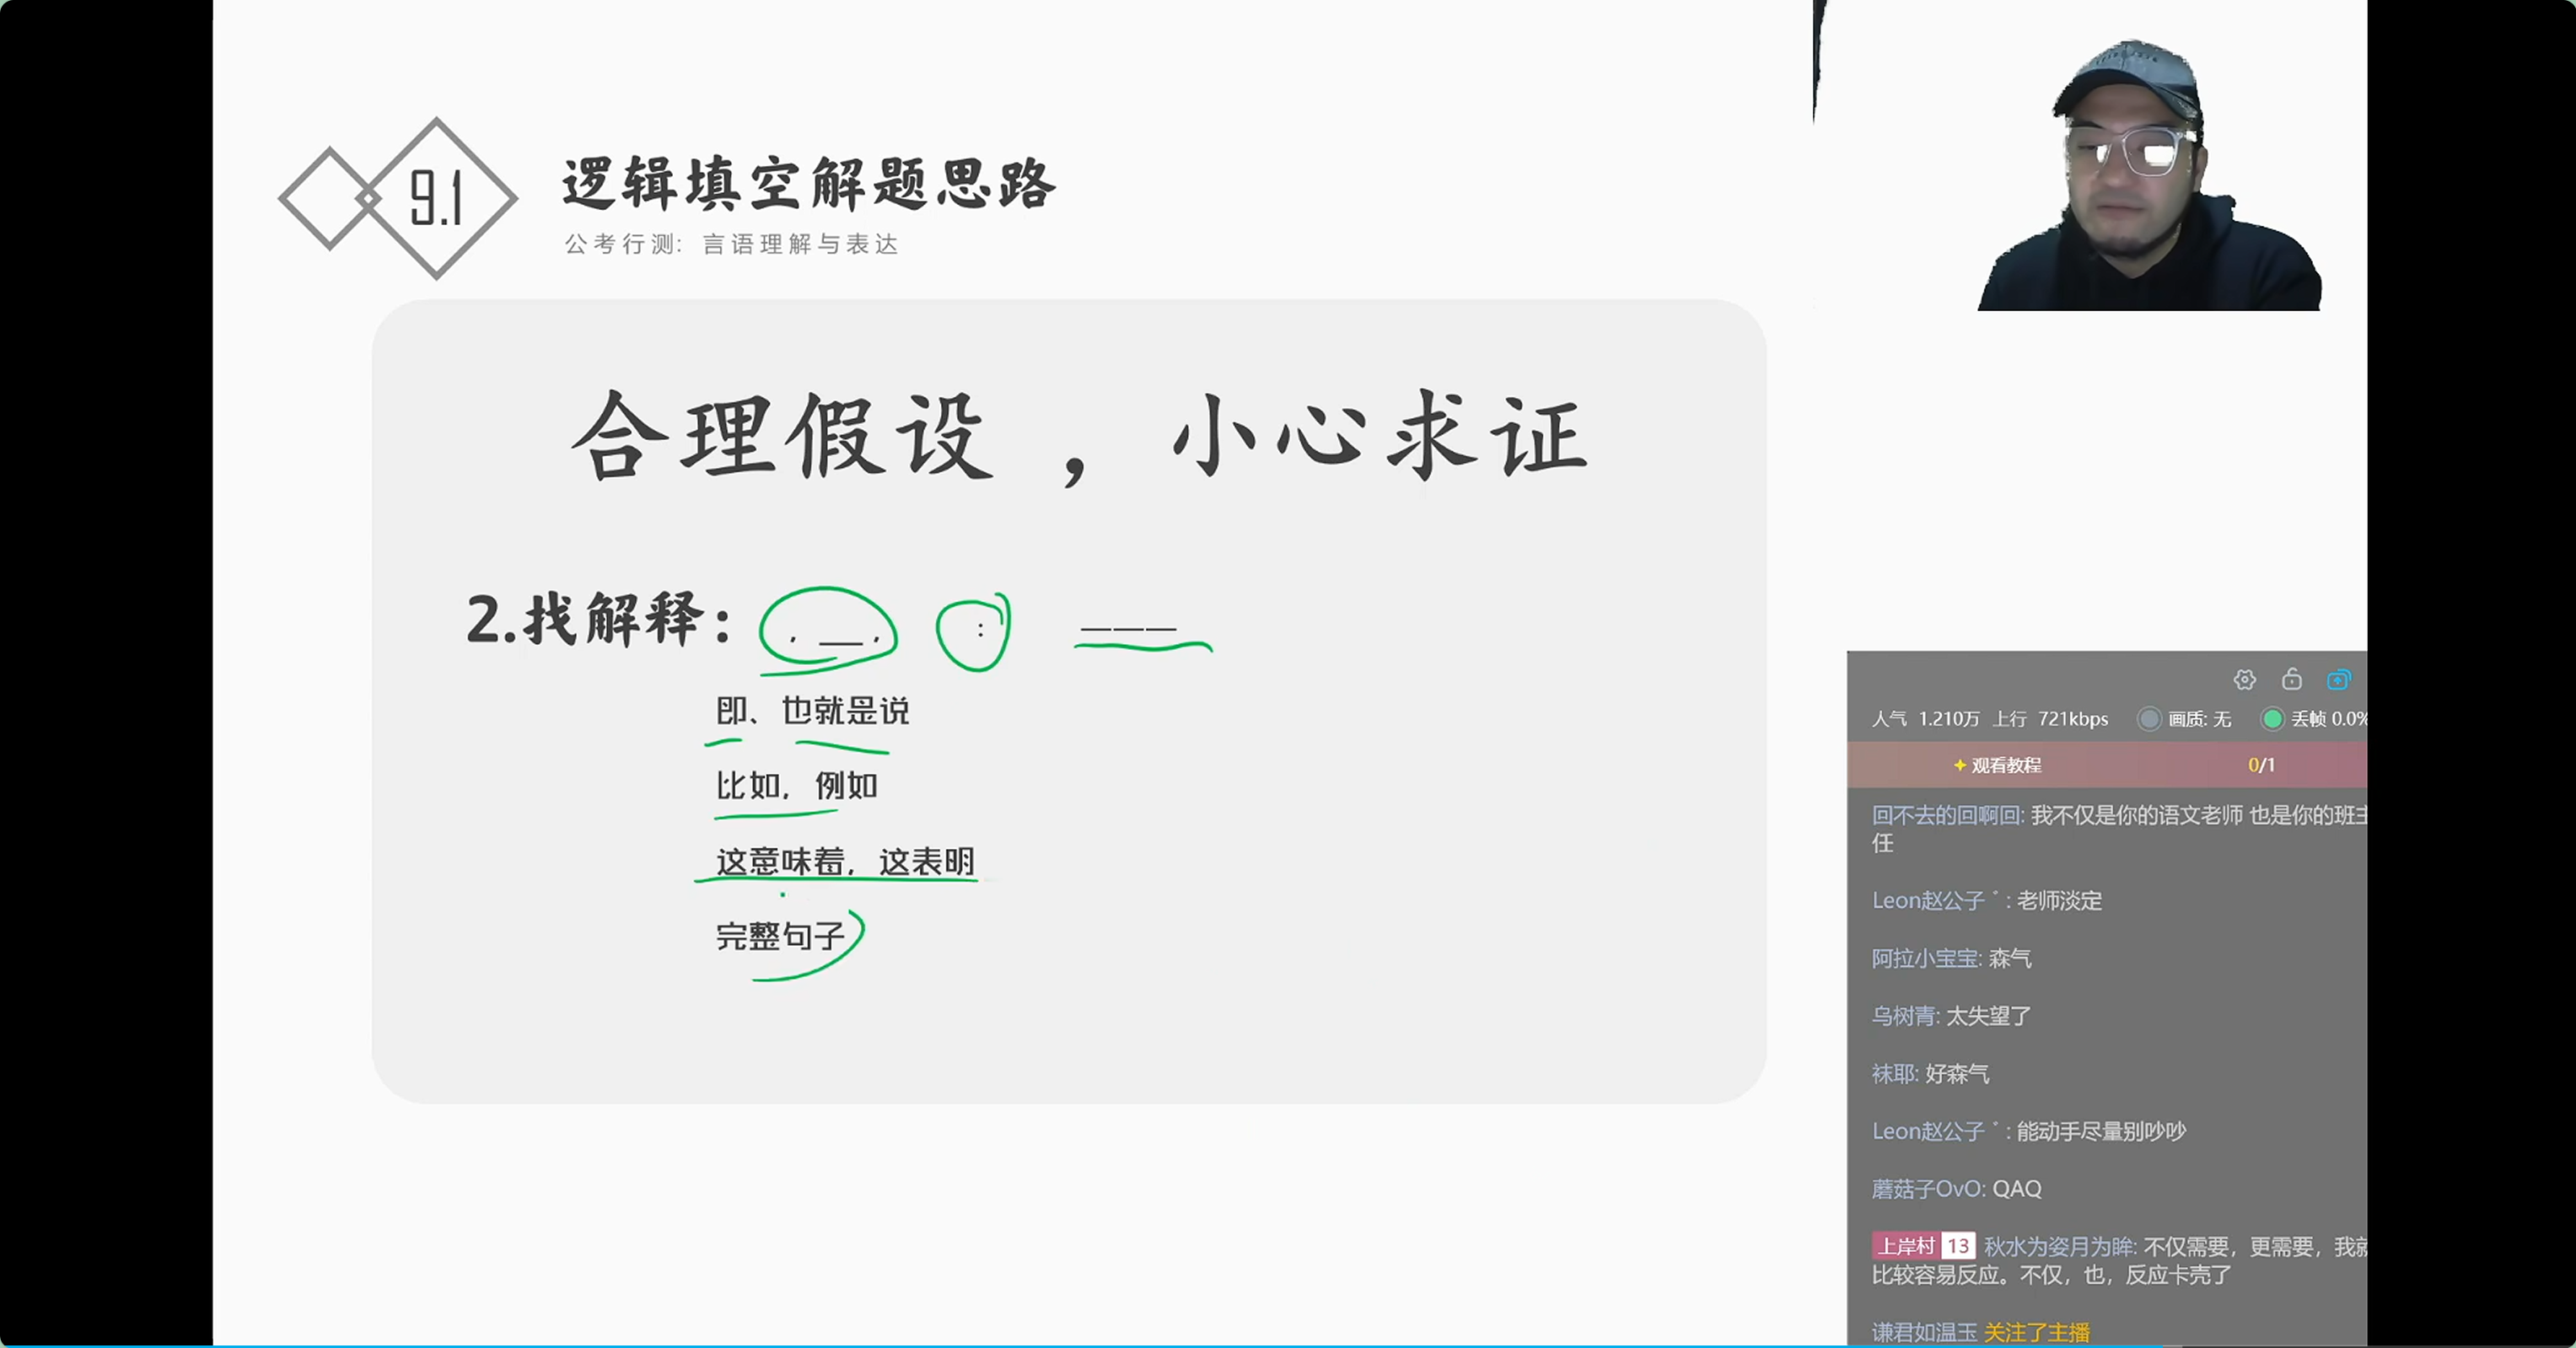 9.1
逻辑填空解题思路
公考行测: 言语理解与表达
合理假设 ，小心求证
2.找解释： ，__， ： ———
即、也就是说
比如，例如
这意味着，这表明
完整句子
人气 1.210万 上行 721kbps 画质: 无 丢帧 0.0%
观看教程 0/1
回不去的回啊回: 我不仅是你的语文老师 也是你的班主
任
Leon赵公子゜: 老师淡定
阿拉小宝宝: 森气
乌树青: 太失望了
袜耶: 好森气
Leon赵公子゜: 能动手尽量别吵吵
蘑菇子OvO: QAQ
上岸村 13 秋水为姿月为眸: 不仅需要，更需要，我就
比较容易反应。不仅，也，反应卡壳了
谦君如温玉 关注了主播